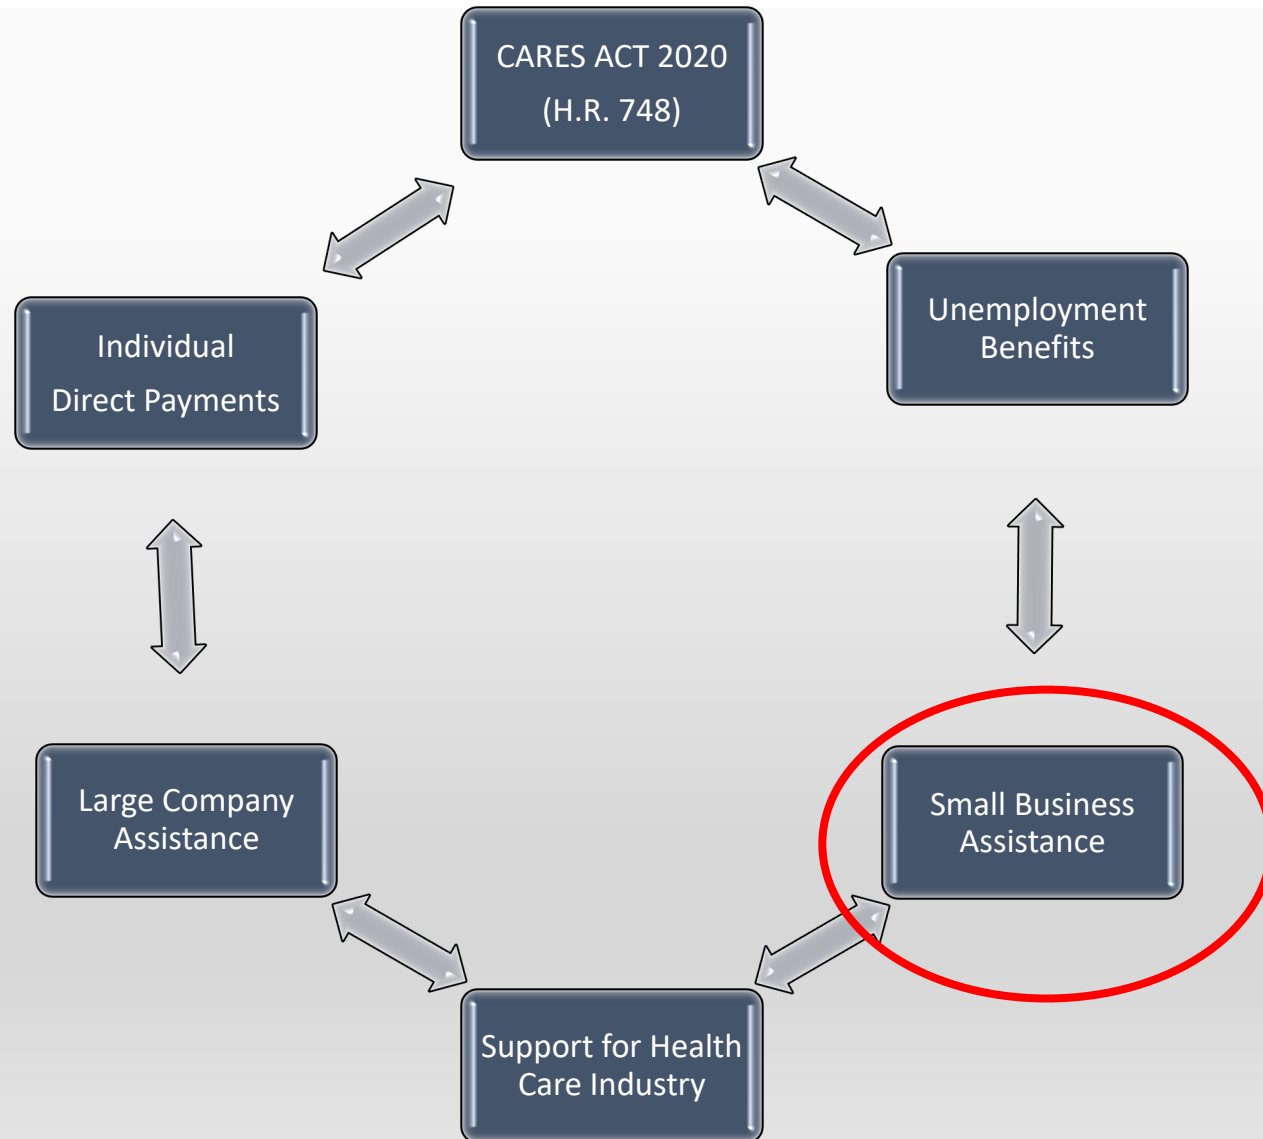 CARES ACT 2020
(H.R. 748)
Unemployment
Benefits
Individual
Direct Payments
Large Company
Assistance
Small Business
Assistance
Support for Health
Care Industry